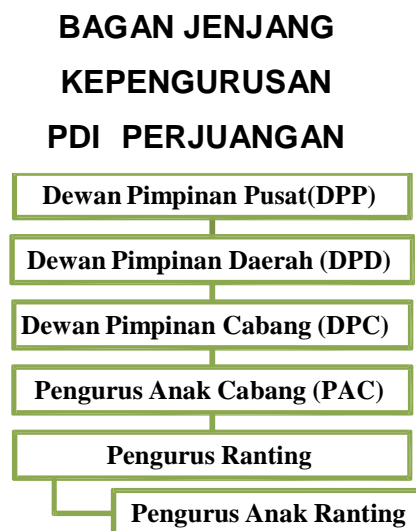 BAGAN JENJANG
KEPENGURUSAN
PDI PERJUANGAN
Dewan Pimpinan Pusat(DPP)
Dewan Pimpinan Daerah (DPD)
Dewan Pimpinan Cabang (DPC)
Pengurus Anak Cabang (PAC)
Pengurus Ranting
Pengurus Anak Ranting